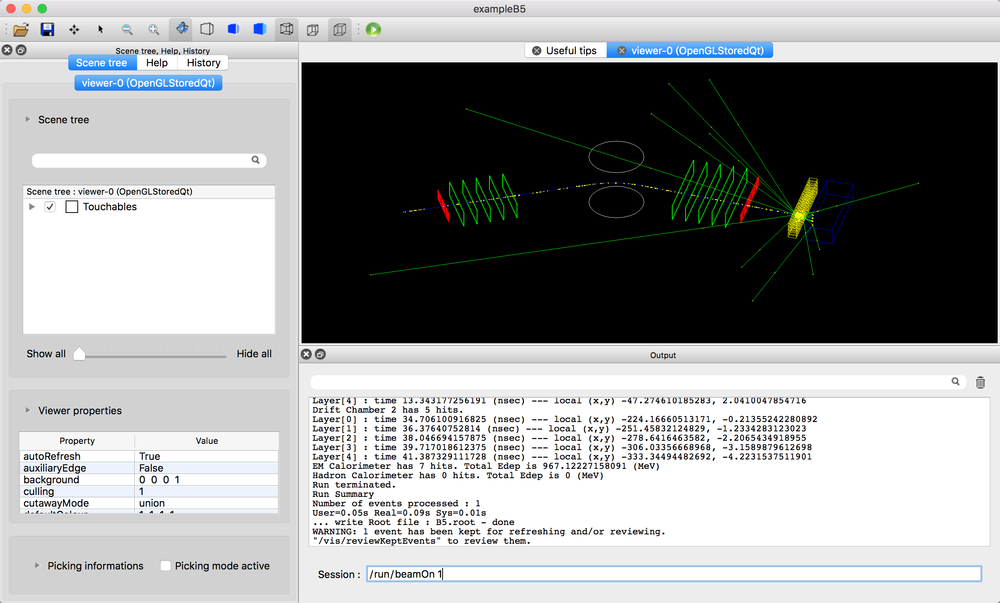 exampleB5
Scene tree, Help, History
Scene tree Help History
viewer-0 (OpenGLStoredQt)
Scene tree
Scene tree : viewer-0 (OpenGLStoredQt)
Touchables
Show all Hide all
Viewer properties
Property Value
autoRefresh True
auxiliaryEdge False
background 0 0 0 1
culling 1
cutawayMode union
defaultColour 1 1 1 1
Picking informations Picking mode active
Useful tips viewer-0 (OpenGLStoredQt)
Output
Layer[4] : time 13.343177256191 (nsec) --- local (x,y) -47.274610185283, 2.0410047854716
Drift Chamber 2 has 5 hits.
Layer[0] : time 34.706100916825 (nsec) --- local (x,y) -224.16660513171, -0.21355242280892
Layer[1] : time 36.37640752814 (nsec) --- local (x,y) -251.45832124829, -1.2334283123023
Layer[2] : time 38.046694157875 (nsec) --- local (x,y) -278.6416463582, -2.2065434918955
Layer[3] : time 39.717018612375 (nsec) --- local (x,y) -306.03356668968, -3.1589879612698
Layer[4] : time 41.387329111728 (nsec) --- local (x,y) -333.34494482692, -4.2231537511901
EM Calorimeter has 7 hits. Total Edep is 967.12227158091 (MeV)
Hadron Calorimeter has 0 hits. Total Edep is 0 (MeV)
Run terminated.
Run Summary
Number of events processed : 1
User=0.05s Real=0.09s Sys=0.01s
... write Root file : B5.root - done
WARNING: 1 event has been kept for refreshing and/or reviewing.
"/vis/reviewKeptEvents" to review them.
Session : /run/beamOn 1